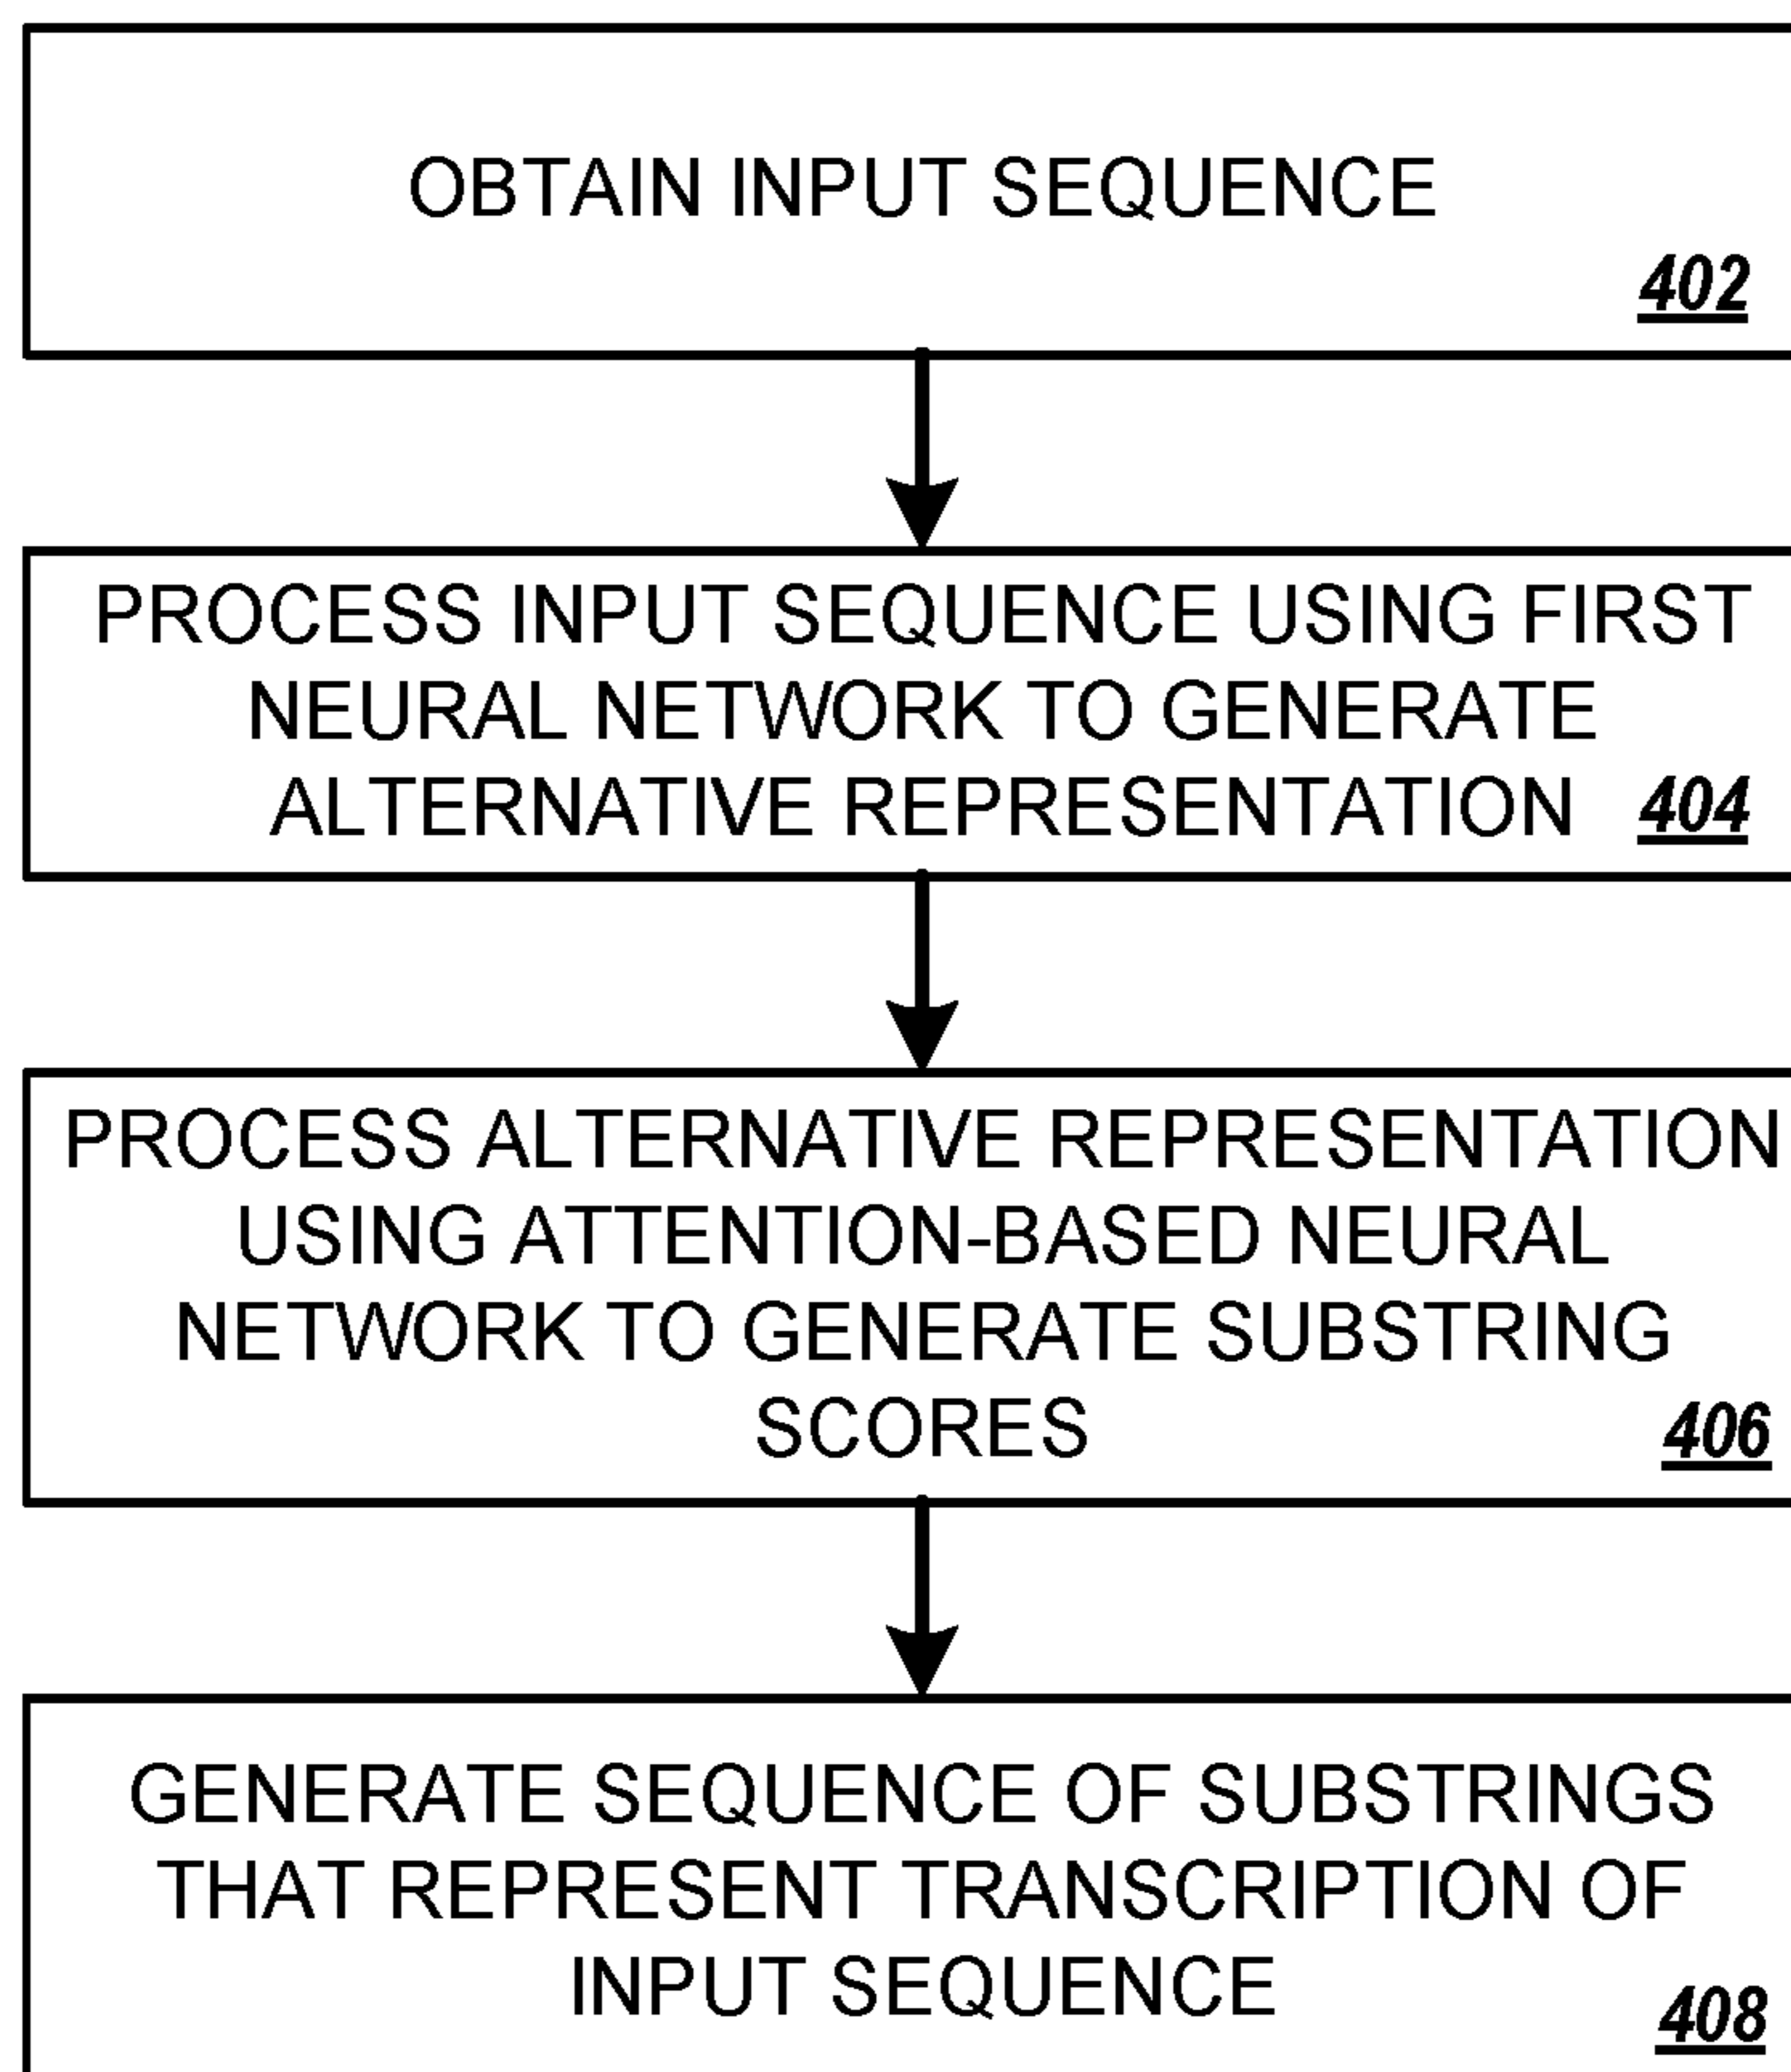 OBTAIN INPUT SEQUENCE
402
PROCESS INPUT SEQUENCE USING FIRST
NEURAL NETWORK TO GENERATE
ALTERNATIVE REPRESENTATION 404
PROCESS ALTERNATIVE REPRESENTATION
USING ATTENTION-BASED NEURAL
NETWORK TO GENERATE SUBSTRING
SCORES 406
GENERATE SEQUENCE OF SUBSTRINGS
THAT REPRESENT TRANSCRIPTION OF
INPUT SEQUENCE
408